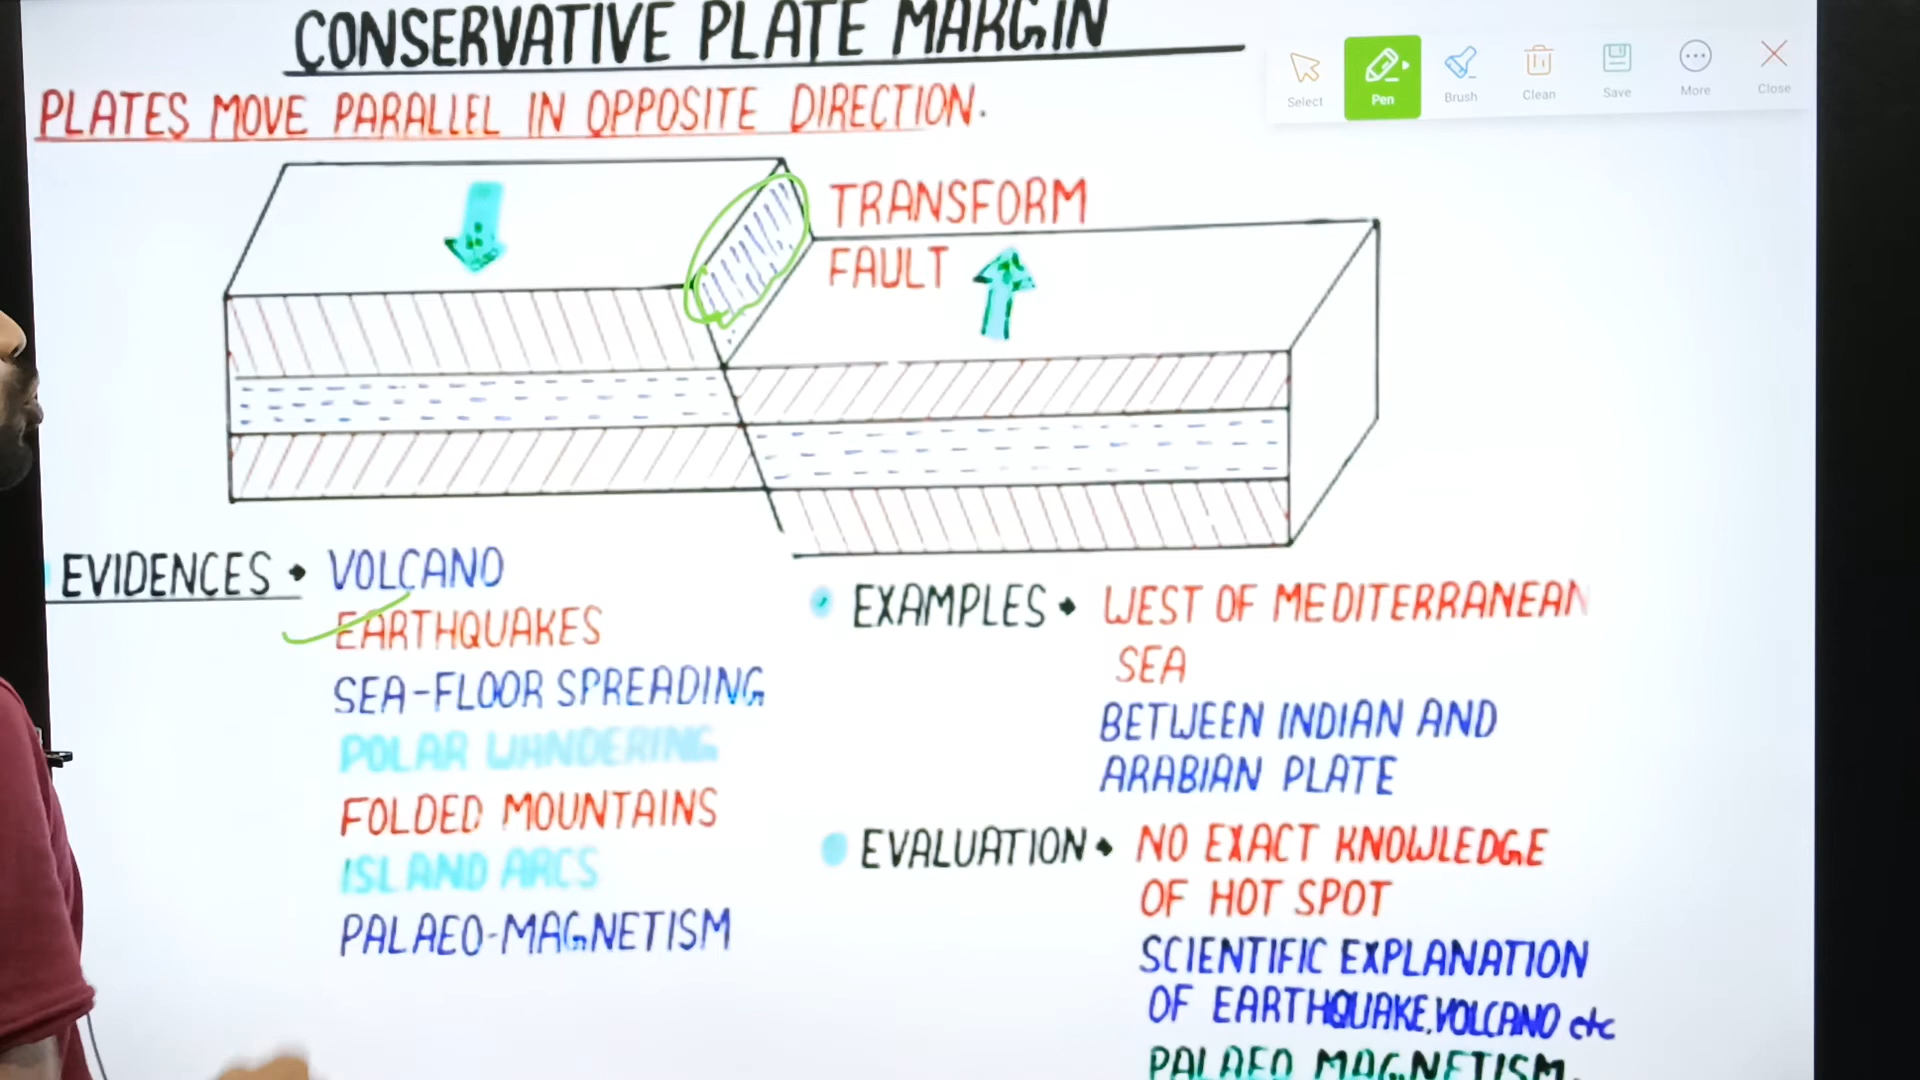 CONSERVATIVE PLATE MARGIN
PLATES MOVE PARALLEL IN OPPOSITE DIRECTION.
Select Pen Brush Clean Save More Close
TRANSFORM
FAULT
EVIDENCES • VOLCANO
EARTHQUAKES
SEA-FLOOR SPREADING
POLAR WANDERING
FOLDED MOUNTAINS
ISLAND ARCS
PALAEO-MAGNETISM
• EXAMPLES • WEST OF MEDITERRANEAN
SEA
BETWEEN INDIAN AND
ARABIAN PLATE
• EVALUATION • NO EXACT KNOWLEDGE
OF HOT SPOT
SCIENTIFIC EXPLANATION
OF EARTHQUAKE, VOLCANO etc
PALAEO MAGNETISM.